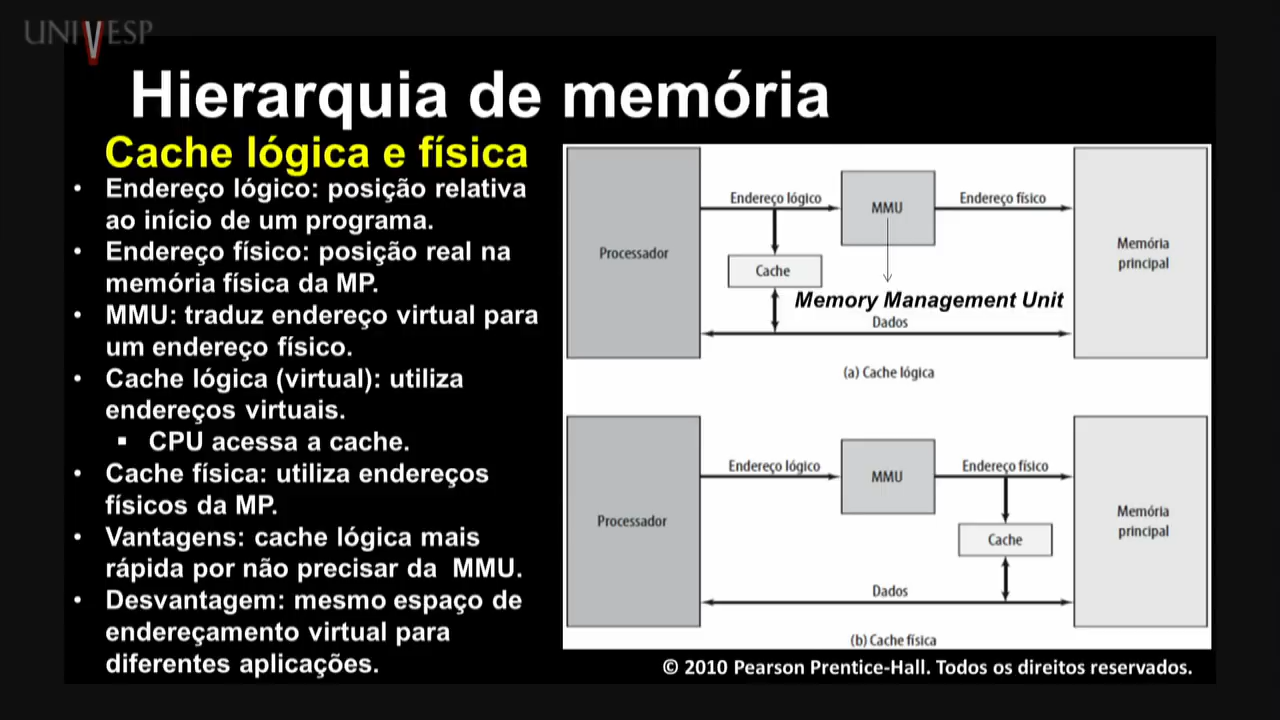 UNIVESP
Hierarquia de memória
Cache lógica e física
• Endereço lógico: posição relativa
ao início de um programa.
• Endereço físico: posição real na
memória física da MP.
• MMU: traduz endereço virtual para
um endereço físico.
• Cache lógica (virtual): utiliza
endereços virtuais.
▪ CPU acessa a cache.
• Cache física: utiliza endereços
físicos da MP.
• Vantagens: cache lógica mais
rápida por não precisar da MMU.
• Desvantagem: mesmo espaço de
endereçamento virtual para
diferentes aplicações.
Processador
Endereço lógico
MMU
Endereço físico
Memória
principal
Cache
Memory Management Unit
Dados
(a) Cache lógica
Processador
Endereço lógico
MMU
Endereço físico
Memória
principal
Cache
Dados
(b) Cache física
© 2010 Pearson Prentice-Hall. Todos os direitos reservados.